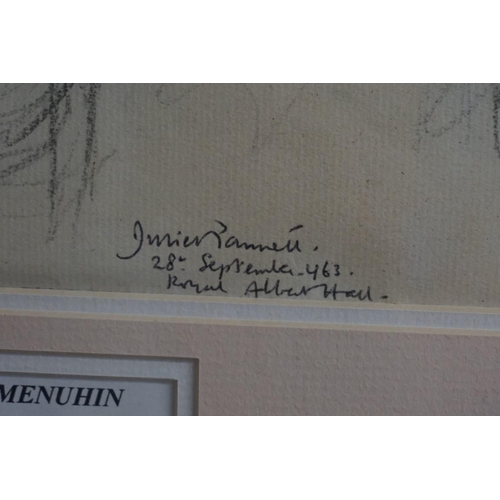 Juliet Pannett.
28th September 1963.
Royal Albert Hall.
MENUHIN